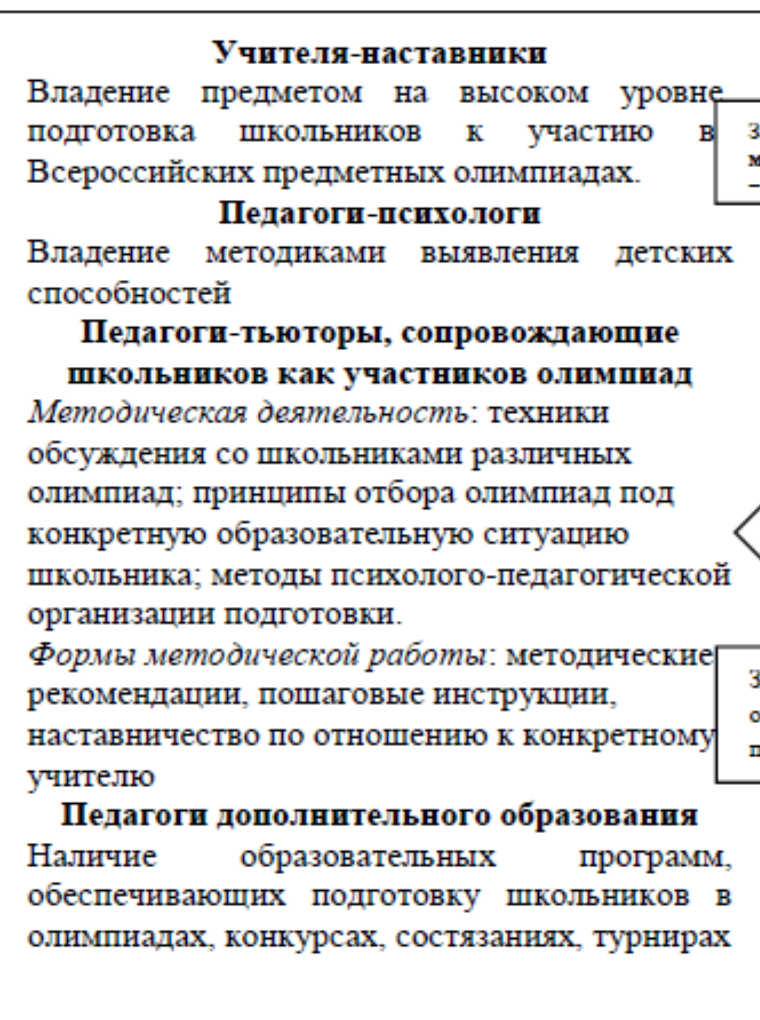 Учителя-наставники
Владение предметом на высоком уровне
подготовка школьников к участию в
Всероссийских предметных олимпиадах.
Педагоги-психологи
Владение методиками выявления детских
способностей
Педагоги-тьюторы, сопровождающие
школьников как участников олимпиад
Методическая деятельность: техники
обсуждения со школьниками различных
олимпиад; принципы отбора олимпиад под
конкретную образовательную ситуацию
школьника; методы психолого-педагогической
организации подготовки.
Формы методической работы: методические
рекомендации, пошаговые инструкции,
наставничество по отношению к конкретному
учителю
Педагоги дополнительного образования
Наличие образовательных программ,
обеспечивающих подготовку школьников в
олимпиадах, конкурсах, состязаниях, турнирах